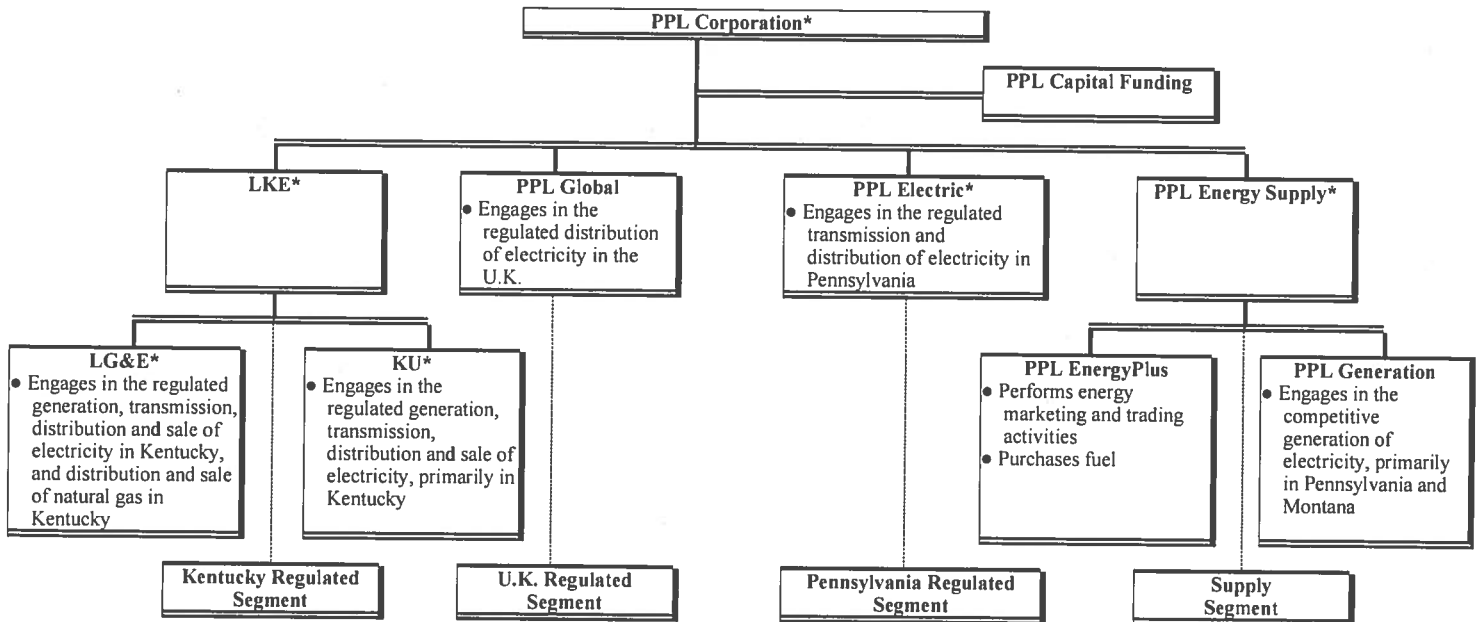 PPL Corporation*
PPL Capital Funding
LKE*
PPL Global
• Engages in the
regulated distribution
of electricity in the
U.K.
PPL Electric*
• Engages in the regulated
transmission and
distribution of electricity in
Pennsylvania
PPL Energy Supply*
LG&E*
• Engages in the regulated
generation, transmission,
distribution and sale of
electricity in Kentucky,
and distribution and sale
of natural gas in
Kentucky
KU*
• Engages in the
regulated generation,
transmission,
distribution and sale of
electricity, primarily in
Kentucky
PPL EnergyPlus
• Performs energy
marketing and trading
activities
• Purchases fuel
PPL Generation
• Engages in the
competitive
generation of
electricity, primarily
in Pennsylvania and
Montana
Kentucky Regulated
Segment
U.K. Regulated
Segment
Pennsylvania Regulated
Segment
Supply
Segment